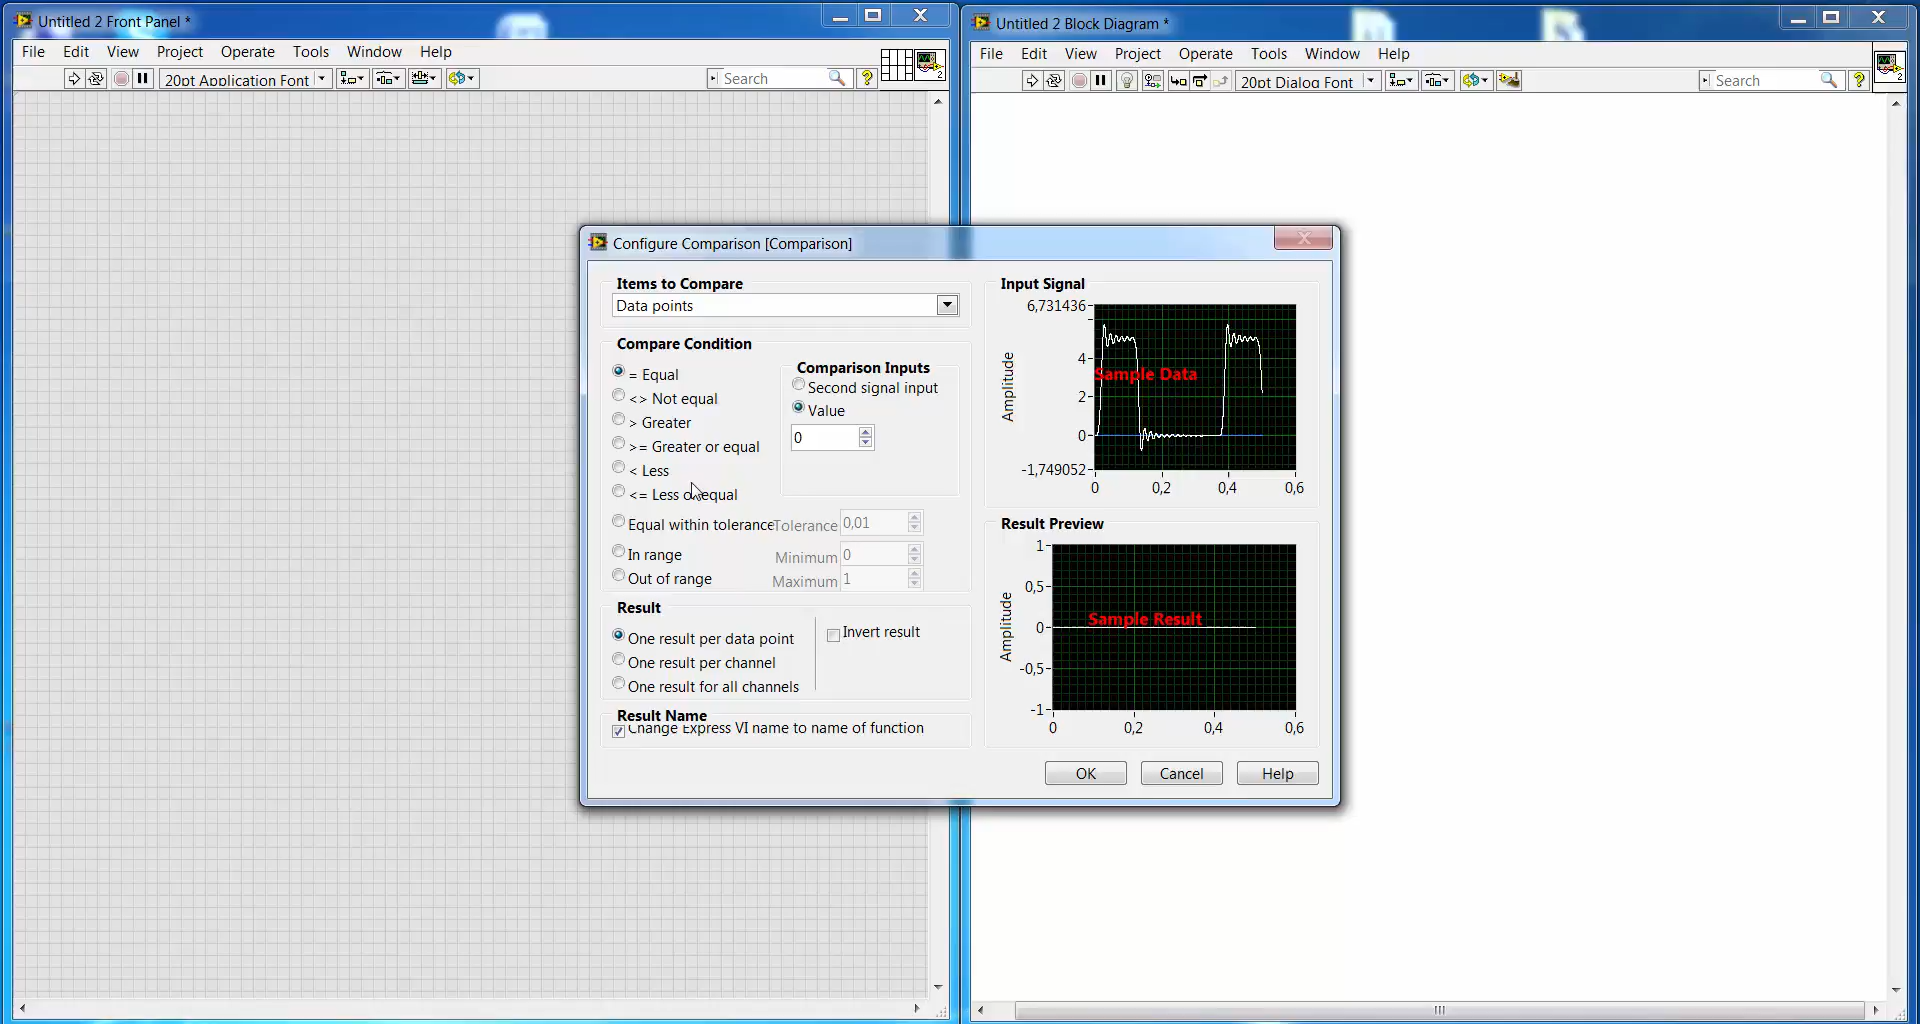 Untitled 2 Front Panel *
File Edit View Project Operate Tools Window Help
20pt Application Font
Search
?
2
Untitled 2 Block Diagram *
File Edit View Project Operate Tools Window Help
20pt Dialog Font
Search
?
2
Configure Comparison [Comparison]
Items to Compare
Data points
Compare Condition
= Equal
<> Not equal
> Greater
>= Greater or equal
< Less
<= Less or equal
Equal within tolerance
In range
Out of range
Comparison Inputs
Second signal input
Value
0
Tolerance 0,01
Minimum 0
Maximum 1
Result
One result per data point
One result per channel
One result for all channels
Invert result
Result Name
Change Express VI name to name of function
Input Signal
6,731436
4
2
0
-1,749052
Amplitude
Sample Data
0 0,2 0,4 0,6
Result Preview
1
0,5
0
-0,5
-1
Amplitude
Sample Result
0 0,2 0,4 0,6
OK Cancel Help